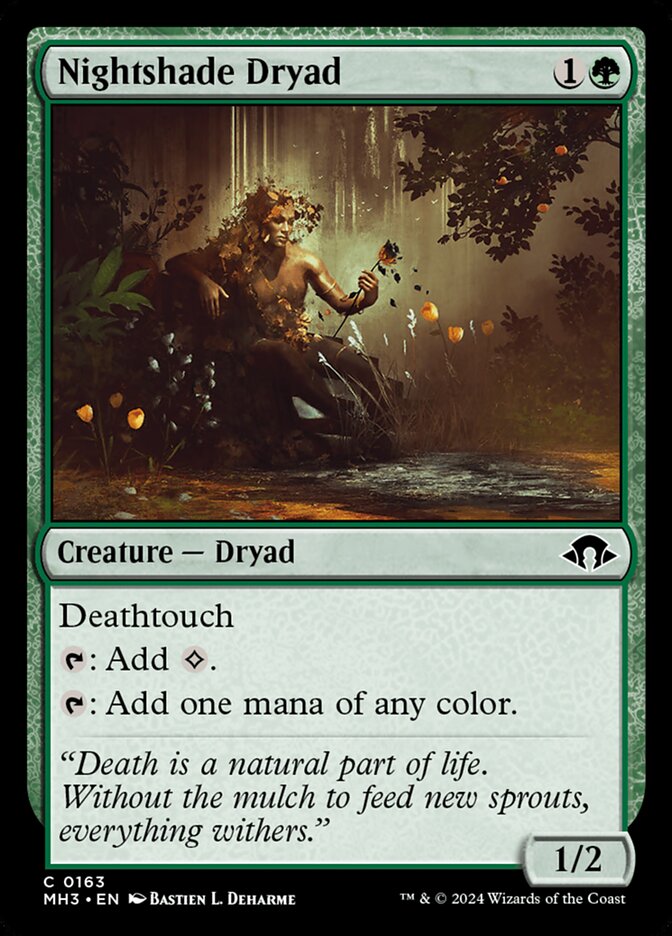 Nightshade Dryad 1
Creature — Dryad
Deathtouch
: Add .
: Add one mana of any color.
“Death is a natural part of life.
Without the mulch to feed new sprouts,
everything withers.”
1/2
C 0163
MH3 • EN Bastien L. Deharme
™ & © 2024 Wizards of the Coast